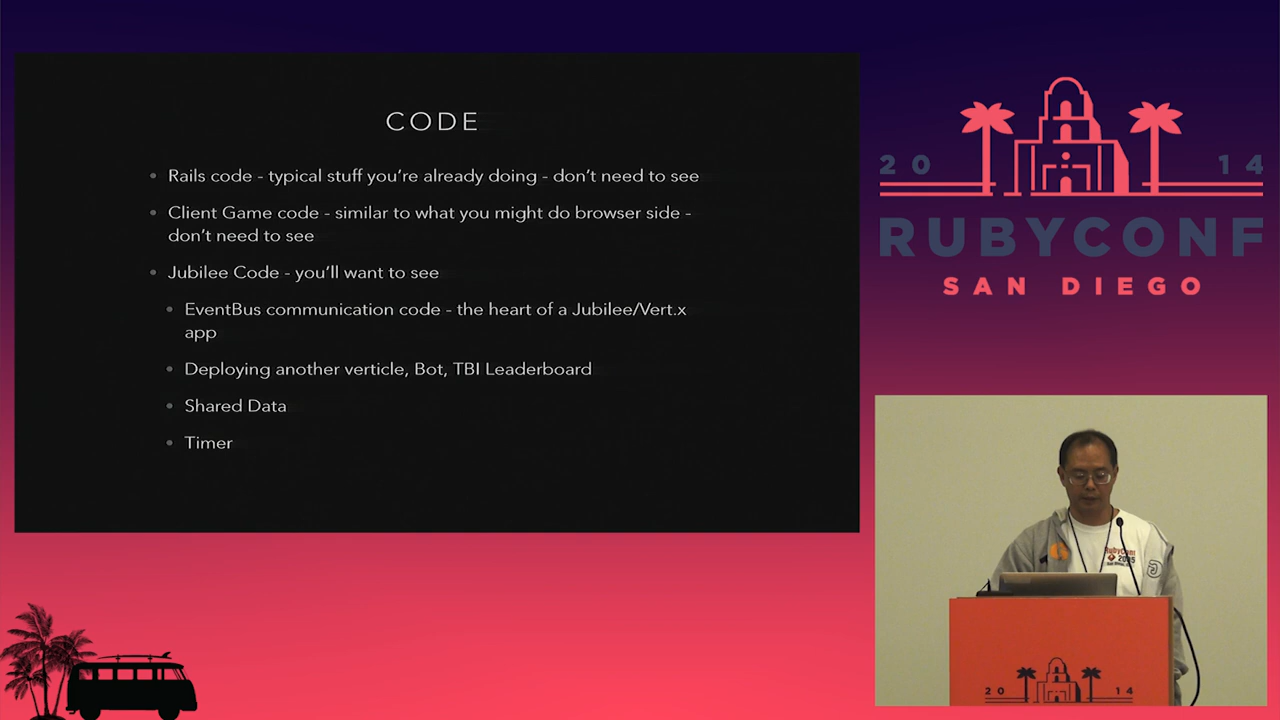 CODE
Rails code - typical stuff you're already doing - don't need to see
Client Game code - similar to what you might do browser side -
don't need to see
Jubilee Code - you'll want to see
EventBus communication code - the heart of a Jubilee/Vert.x
app
Deploying another verticle, Bot, TBI Leaderboard
Shared Data
Timer
20 14
RUBYCONF
SAN DIEGO
RubyConf
20 14